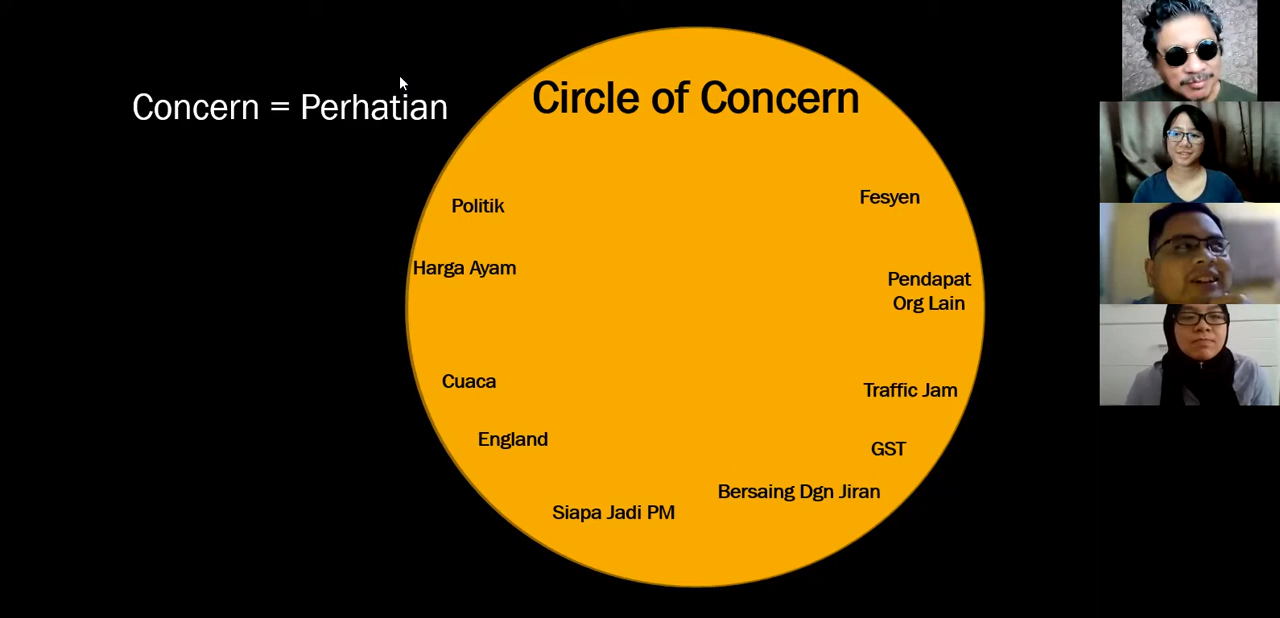 Concern = Perhatian
Circle of Concern
Politik
Fesyen
Harga Ayam
Pendapat
Org Lain
Cuaca
Traffic Jam
England
GST
Bersaing Dgn Jiran
Siapa Jadi PM